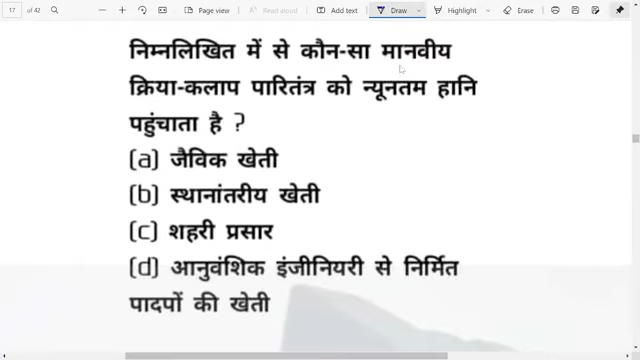 17 of 42 Page view Read aloud Add text Draw Highlight Erase
निम्नलिखित में से कौन-सा मानवीय
क्रिया-कलाप पारितंत्र को न्यूनतम हानि
पहुंचाता है ?
(a) जैविक खेती
(b) स्थानांतरीय खेती
(c) शहरी प्रसार
(d) आनुवंशिक इंजीनियरी से निर्मित
पादपों की खेती